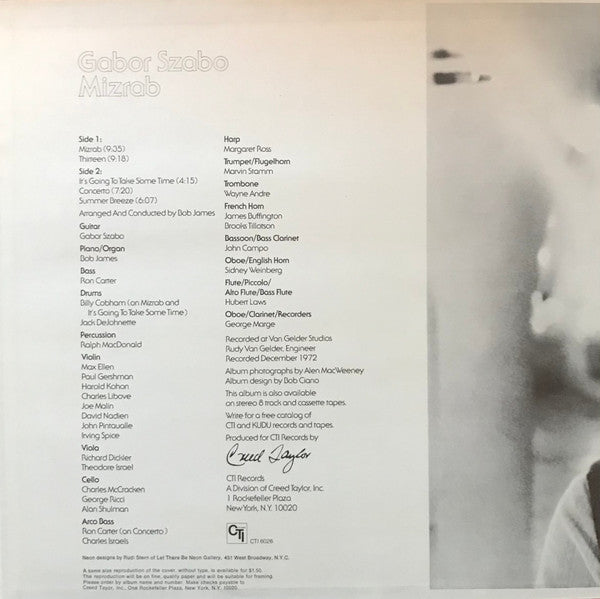 Gabor Szabo
Mizrab
Side 1:
Mizrab (9:35)
Thirteen (9:18)
Side 2:
It's Going To Take Some Time (4:15)
Concerto (7:20)
Summer Breeze (6:07)
Arranged And Conducted by Bob James
Guitar
Gabor Szabo
Piano/Organ
Bob James
Bass
Ron Carter
Drums
Billy Cobham (on Mizrab and
It's Going To Take Some Time)
Jack DeJohnette
Percussion
Ralph MacDonald
Violin
Max Ellen
Paul Gershman
Harold Kohan
Charles Libove
Joe Malin
David Nadien
John Pintaualle
Irving Spice
Viola
Richard Dickler
Theodore Israel
Cello
Charles McCracken
George Ricci
Alan Shulman
Arco Bass
Ron Carter (on Concerto)
Charles Israels
Harp
Margaret Ross
Trumpet/Flugelhorn
Marvin Stamm
Trombone
Wayne Andre
French Horn
James Buffington
Brooks Tillotson
Bassoon/Bass Clarinet
John Campo
Oboe/English Horn
Sidney Weinberg
Flute/Piccolo/
Alto Flute/Bass Flute
Hubert Laws
Oboe/Clarinet/Recorders
George Marge
Recorded at Van Gelder Studios
Rudy Van Gelder, Engineer
Recorded December 1972
Album photographs by Alen MacWeeney
Album design by Bob Ciano
This album is also available
on stereo 8 track and cassette tapes.
Write for a free catalog of
CTI and KUDU records and tapes.
Produced for CTI Records by
Creed Taylor
CTI Records
A Division of Creed Taylor, Inc.
1 Rockefeller Plaza
New York, N.Y. 10020
CTI
CTI 6026
Neon designs by Rudi Stern of Let There Be Neon Gallery, 451 West Broadway, N.Y.C.
A same size reproduction of the cover, without type, is available for $1.50.
The reproduction will be on fine, quality paper and will be suitable for framing.
Please order by album name and number. Make checks payable to
Creed Taylor, Inc. One Rockefeller Plaza, New York, N.Y. 10020.